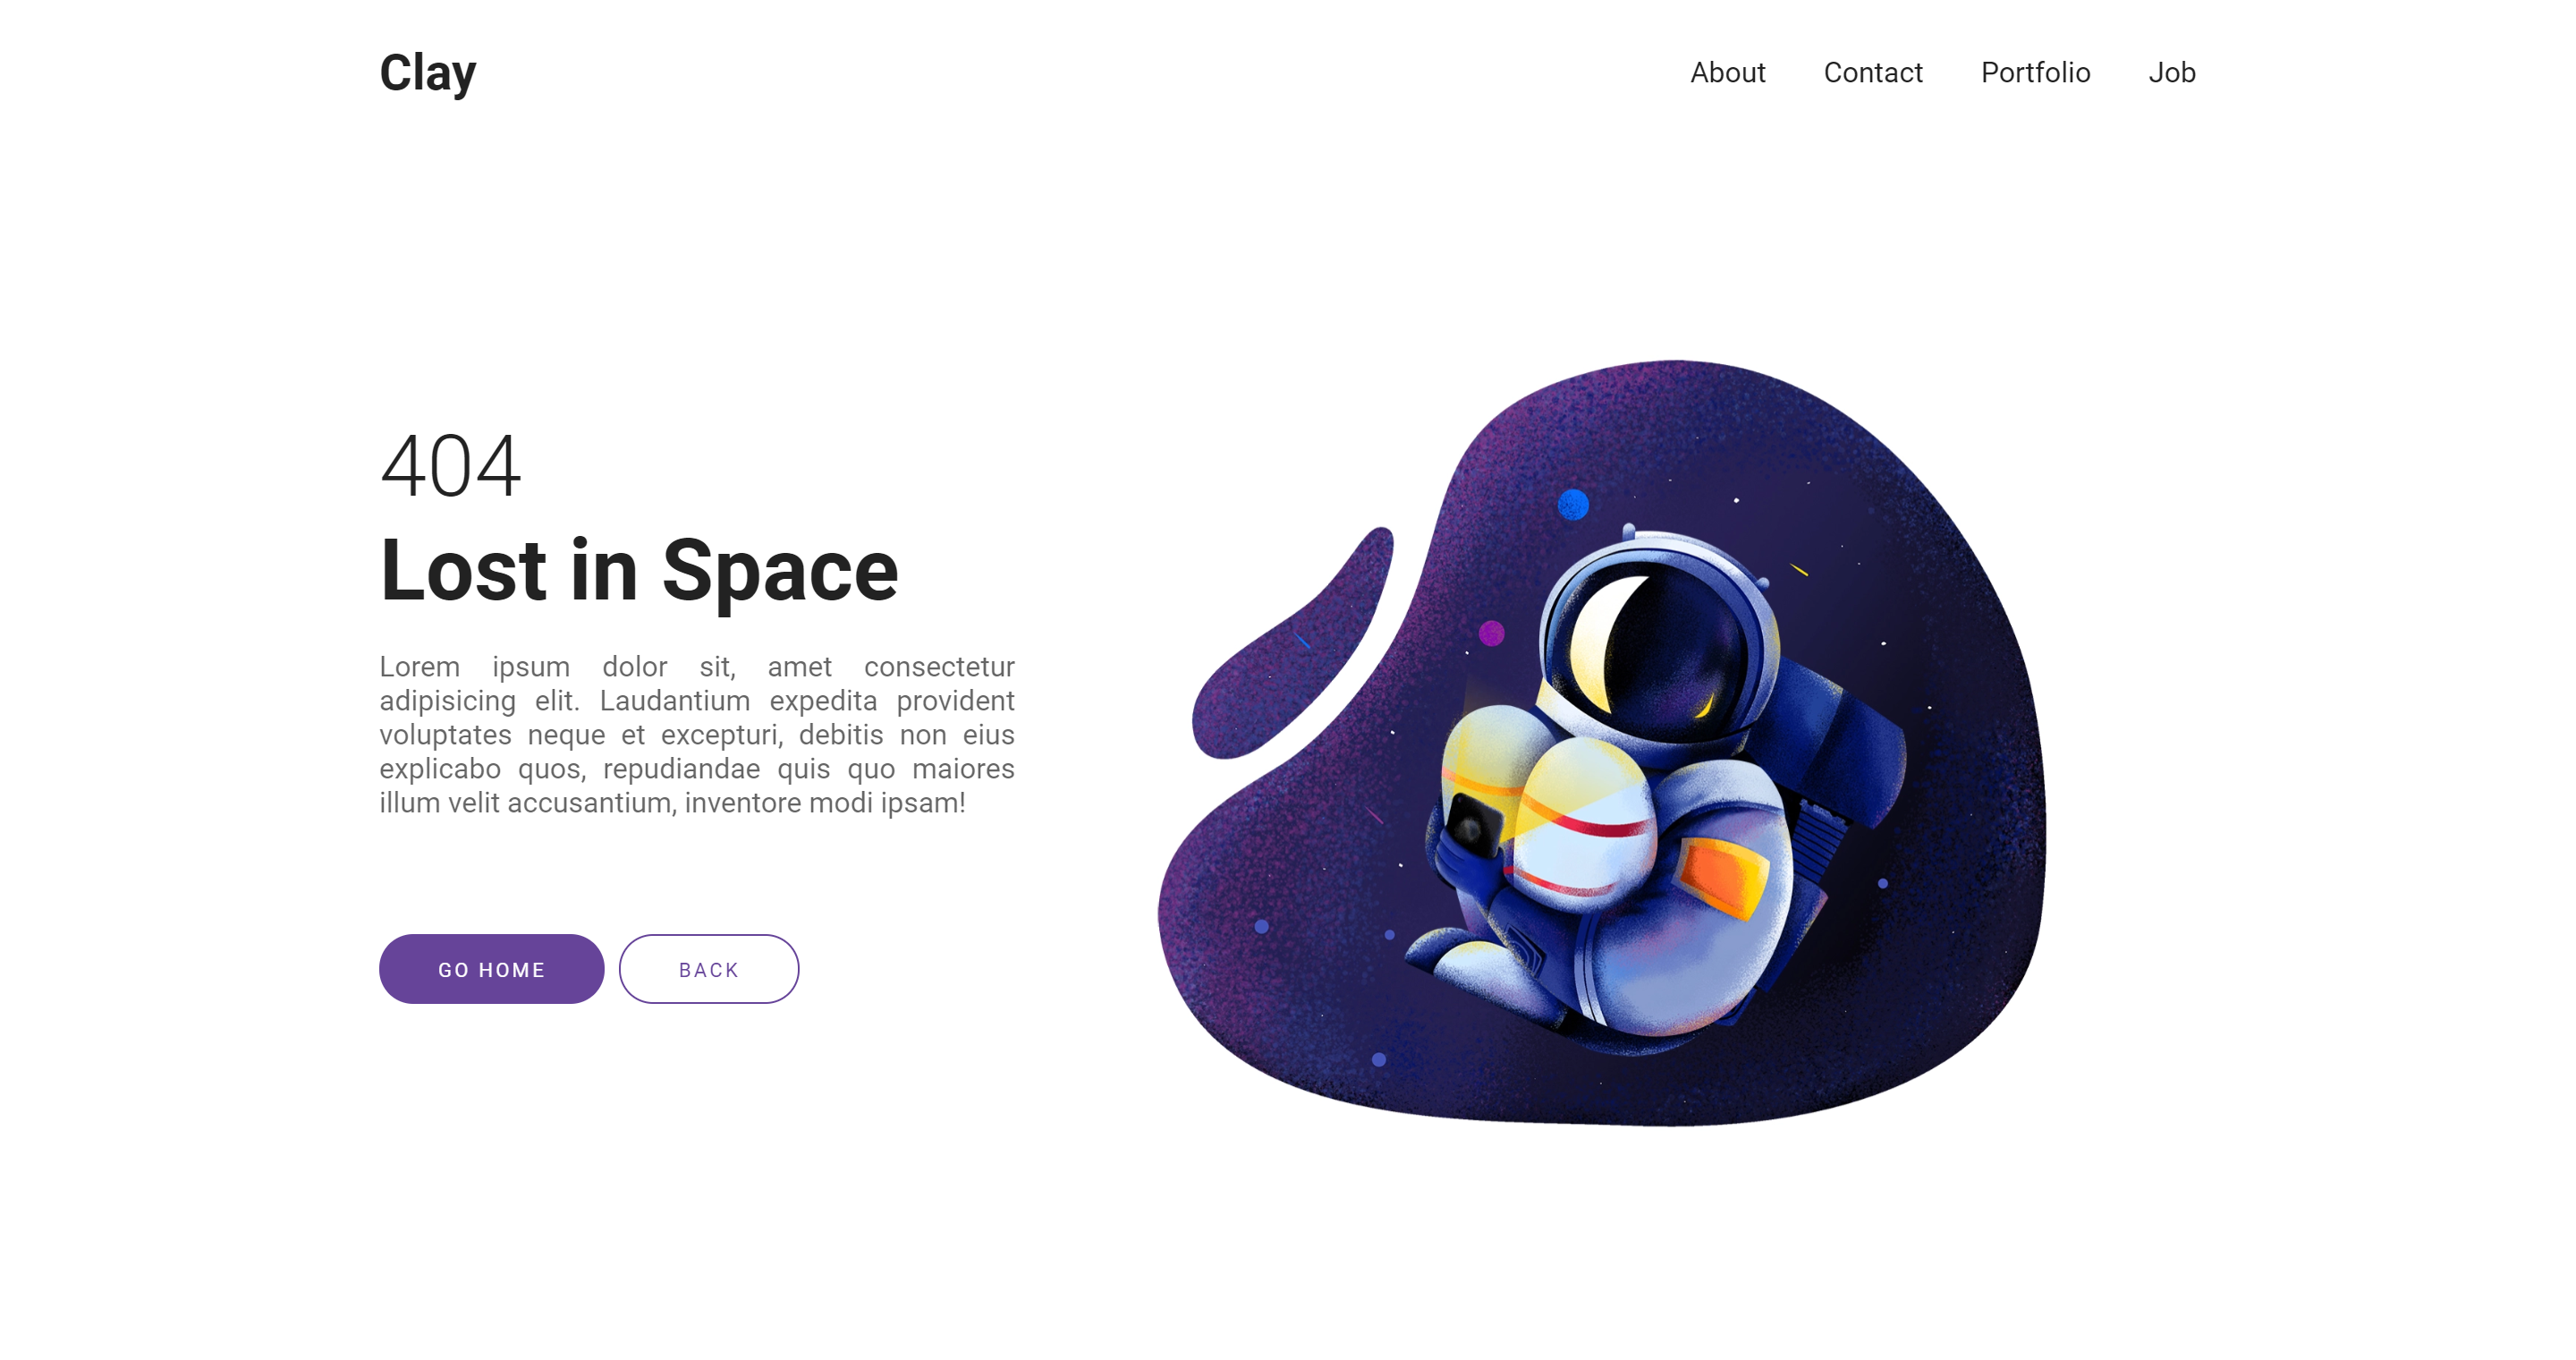 Clay
About Contact Portfolio Job
404
Lost in Space
Lorem ipsum dolor sit, amet consectetur
adipisicing elit. Laudantium expedita provident
voluptates neque et excepturi, debitis non eius
explicabo quos, repudiandae quis quo maiores
illum velit accusantium, inventore modi ipsam!
GO HOME BACK